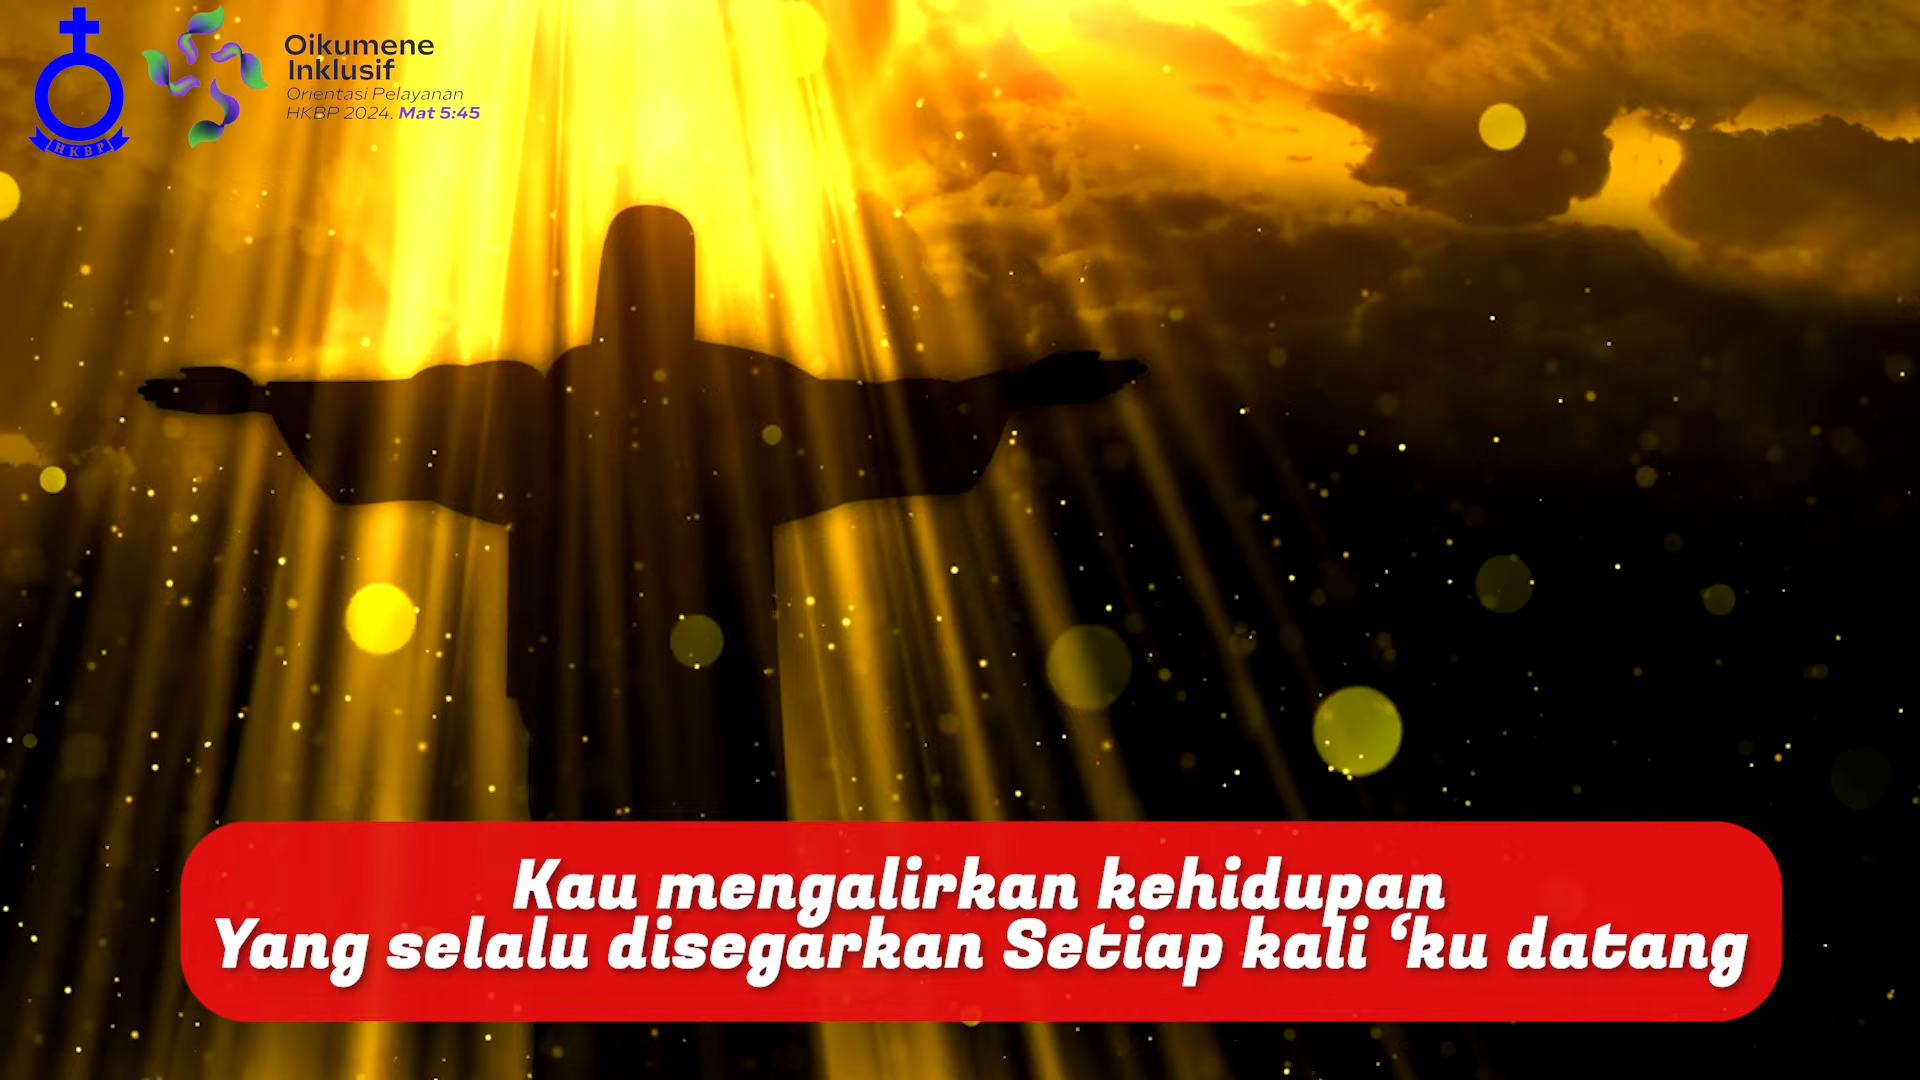 HKBP
Oikumene
Inklusif
Orientasi Pelayanan
HKBP 2024. Mat 5:45
Kau mengalirkan kehidupan
Yang selalu disegarkan Setiap kali ‘ku datang